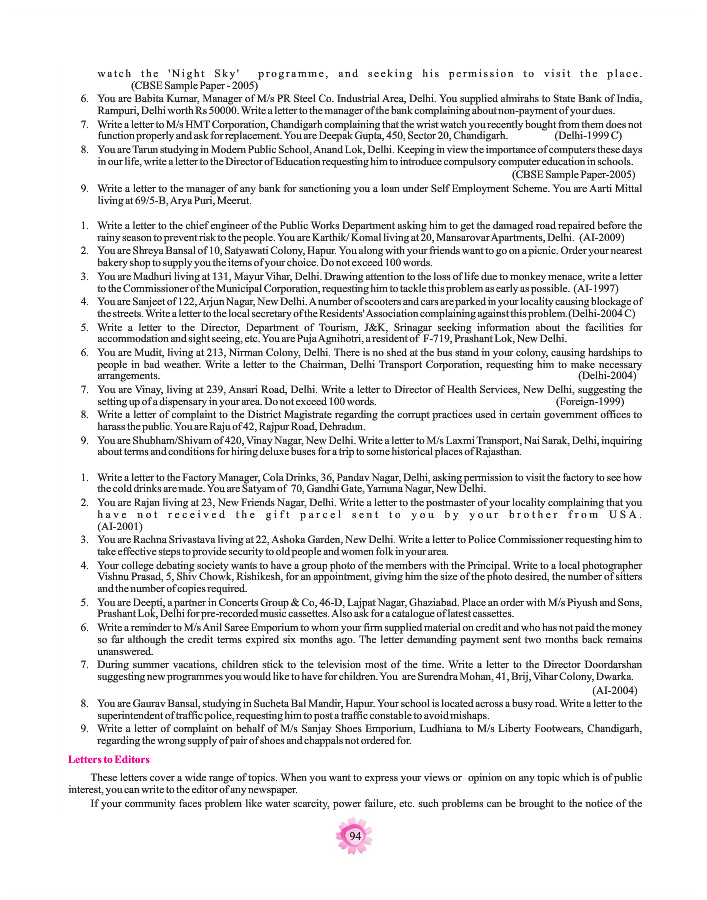 watch the 'Night Sky' programme, and seeking his permission to visit the place.
(CBSE Sample Paper - 2005)
6. You are Babita Kumar, Manager of M/s PR Steel Co. Industrial Area, Delhi. You supplied almirahs to State Bank of India,
Rampuri, Delhi worth Rs 50000. Write a letter to the manager of the bank complaining about non-payment of your dues.
7. Write a letter to M/s HMT Corporation, Chandigarh complaining that the wrist watch you recently bought from them does not
function properly and ask for replacement. You are Deepak Gupta, 450, Sector 20, Chandigarh. (Delhi-1999 C)
8. You are Tarun studying in Modern Public School, Anand Lok, Delhi. Keeping in view the importance of computers these days
in our life, write a letter to the Director of Education requesting him to introduce compulsory computer education in schools.
(CBSE Sample Paper-2005)
9. Write a letter to the manager of any bank for sanctioning you a loan under Self Employment Scheme. You are Aarti Mittal
living at 69/5-B, Arya Puri, Meerut.
1. Write a letter to the chief engineer of the Public Works Department asking him to get the damaged road repaired before the
rainy season to prevent risk to the people. You are Karthik/ Komal living at 20, Mansarovar Apartments, Delhi. (AI-2009)
2. You are Shreya Bansal of 10, Satyawati Colony, Hapur. You along with your friends want to go on a picnic. Order your nearest
bakery shop to supply you the items of your choice. Do not exceed 100 words.
3. You are Madhuri living at 131, Mayur Vihar, Delhi. Drawing attention to the loss of life due to monkey menace, write a letter
to the Commissioner of the Municipal Corporation, requesting him to tackle this problem as early as possible. (AI-1997)
4. You are Sanjeet of 122, Arjun Nagar, New Delhi. A number of scooters and cars are parked in your locality causing blockage of
the streets. Write a letter to the local secretary of the Residents' Association complaining against this problem.(Delhi-2004 C)
5. Write a letter to the Director, Department of Tourism, J&K, Srinagar seeking information about the facilities for
accommodation and sight seeing, etc. You are Puja Agnihotri, a resident of F-719, Prashant Lok, New Delhi.
6. You are Mudit, living at 213, Nirman Colony, Delhi. There is no shed at the bus stand in your colony, causing hardships to
people in bad weather. Write a letter to the Chairman, Delhi Transport Corporation, requesting him to make necessary
arrangements. (Delhi-2004)
7. You are Vinay, living at 239, Ansari Road, Delhi. Write a letter to Director of Health Services, New Delhi, suggesting the
setting up of a dispensary in your area. Do not exceed 100 words. (Foreign-1999)
8. Write a letter of complaint to the District Magistrate regarding the corrupt practices used in certain government offices to
harass the public. You are Raju of 42, Rajpur Road, Dehradun.
9. You are Shubham/Shivam of 420, Vinay Nagar, New Delhi. Write a letter to M/s Laxmi Transport, Nai Sarak, Delhi, inquiring
about terms and conditions for hiring deluxe buses for a trip to some historical places of Rajasthan.
1. Write a letter to the Factory Manager, Cola Drinks, 36, Pandav Nagar, Delhi, asking permission to visit the factory to see how
the cold drinks are made. You are Satyam of 70, Gandhi Gate, Yamuna Nagar, New Delhi.
2. You are Rajan living at 23, New Friends Nagar, Delhi. Write a letter to the postmaster of your locality complaining that you
have not received the gift parcel sent to you by your brother from USA.
(AI-2001)
3. You are Rachna Srivastava living at 22, Ashoka Garden, New Delhi. Write a letter to Police Commissioner requesting him to
take effective steps to provide security to old people and women folk in your area.
4. Your college debating society wants to have a group photo of the members with the Principal. Write to a local photographer
Vishnu Prasad, 5, Shiv Chowk, Rishikesh, for an appointment, giving him the size of the photo desired, the number of sitters
and the number of copies required.
5. You are Deepti, a partner in Concerts Group & Co, 46-D, Lajpat Nagar, Ghaziabad. Place an order with M/s Piyush and Sons,
Prashant Lok, Delhi for pre-recorded music cassettes. Also ask for a catalogue of latest cassettes.
6. Write a reminder to M/s Anil Saree Emporium to whom your firm supplied material on credit and who has not paid the money
so far although the credit terms expired six months ago. The letter demanding payment sent two months back remains
unanswered.
7. During summer vacations, children stick to the television most of the time. Write a letter to the Director Doordarshan
suggesting new programmes you would like to have for children. You are Surendra Mohan, 41, Brij, Vihar Colony, Dwarka.
(AI-2004)
8. You are Gaurav Bansal, studying in Sucheta Bal Mandir, Hapur. Your school is located across a busy road. Write a letter to the
superintendent of traffic police, requesting him to post a traffic constable to avoid mishaps.
9. Write a letter of complaint on behalf of M/s Sanjay Shoes Emporium, Ludhiana to M/s Liberty Footwears, Chandigarh,
regarding the wrong supply of pair of shoes and chappals not ordered for.
Letters to Editors
These letters cover a wide range of topics. When you want to express your views or opinion on any topic which is of public
interest, you can write to the editor of any newspaper.
If your community faces problem like water scarcity, power failure, etc. such problems can be brought to the notice of the
94